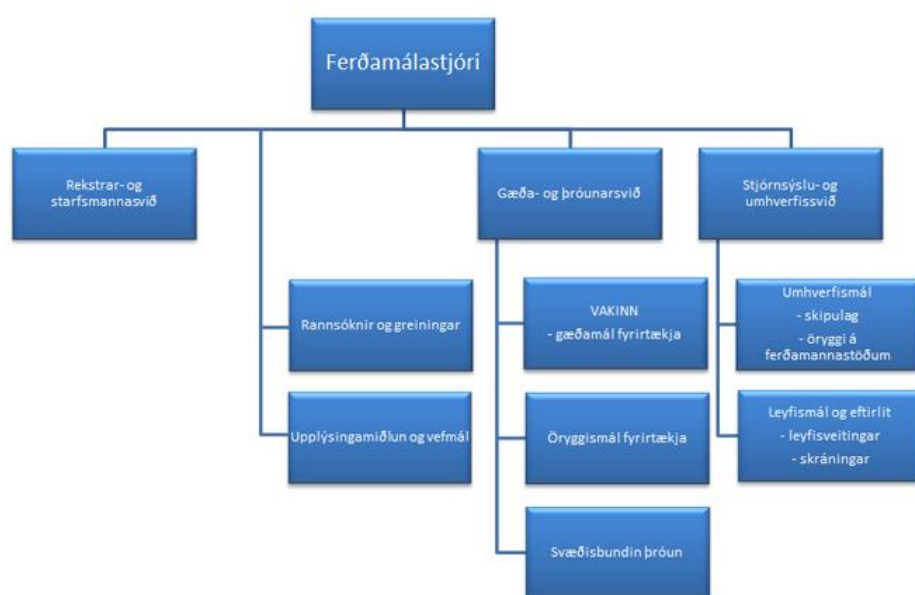 Ferðamálastjóri
Rekstrar- og
starfsmannasvið
Gæða- og þróunarsvið
Stjórnsýslu- og
umhverfissvið
Rannsóknir og greiningar
Upplýsingamiðlun og vefmál
VAKINN
- gæðamál fyrirtækja
Öryggismál fyrirtækja
Svæðisbundin þróun
Umhverfismál
- skipulag
- öryggi á
ferðamannastöðum
Leyfismál og eftirlit
- leyfisveitingar
- skráningar